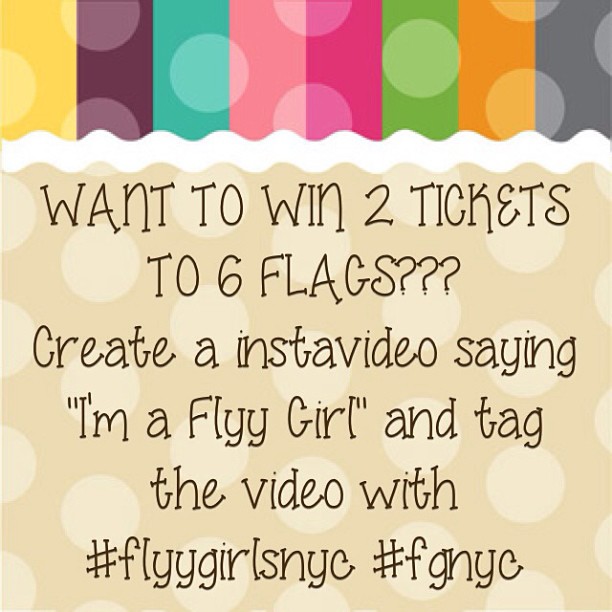 WANT TO WIN 2 TICKETS
TO 6 FLAGS???
Create a instavideo saying
"I'm a Flyy Girl" and tag
the video with
#flyygirlsnyc #fgnyc